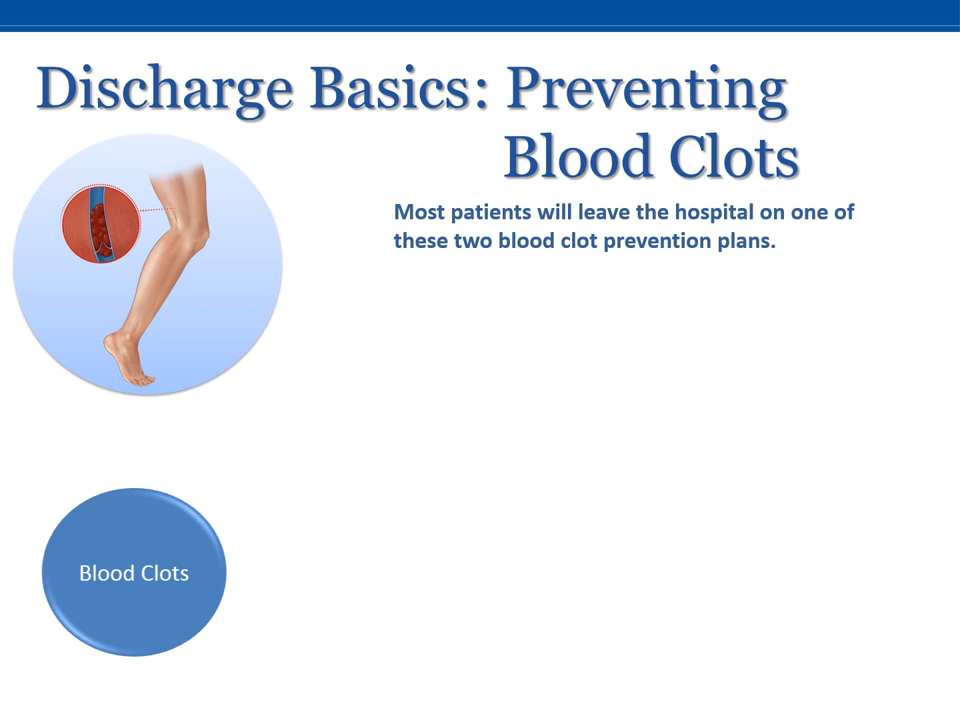 Discharge Basics: Preventing
Blood Clots
Most patients will leave the hospital on one of
these two blood clot prevention plans.
Blood Clots